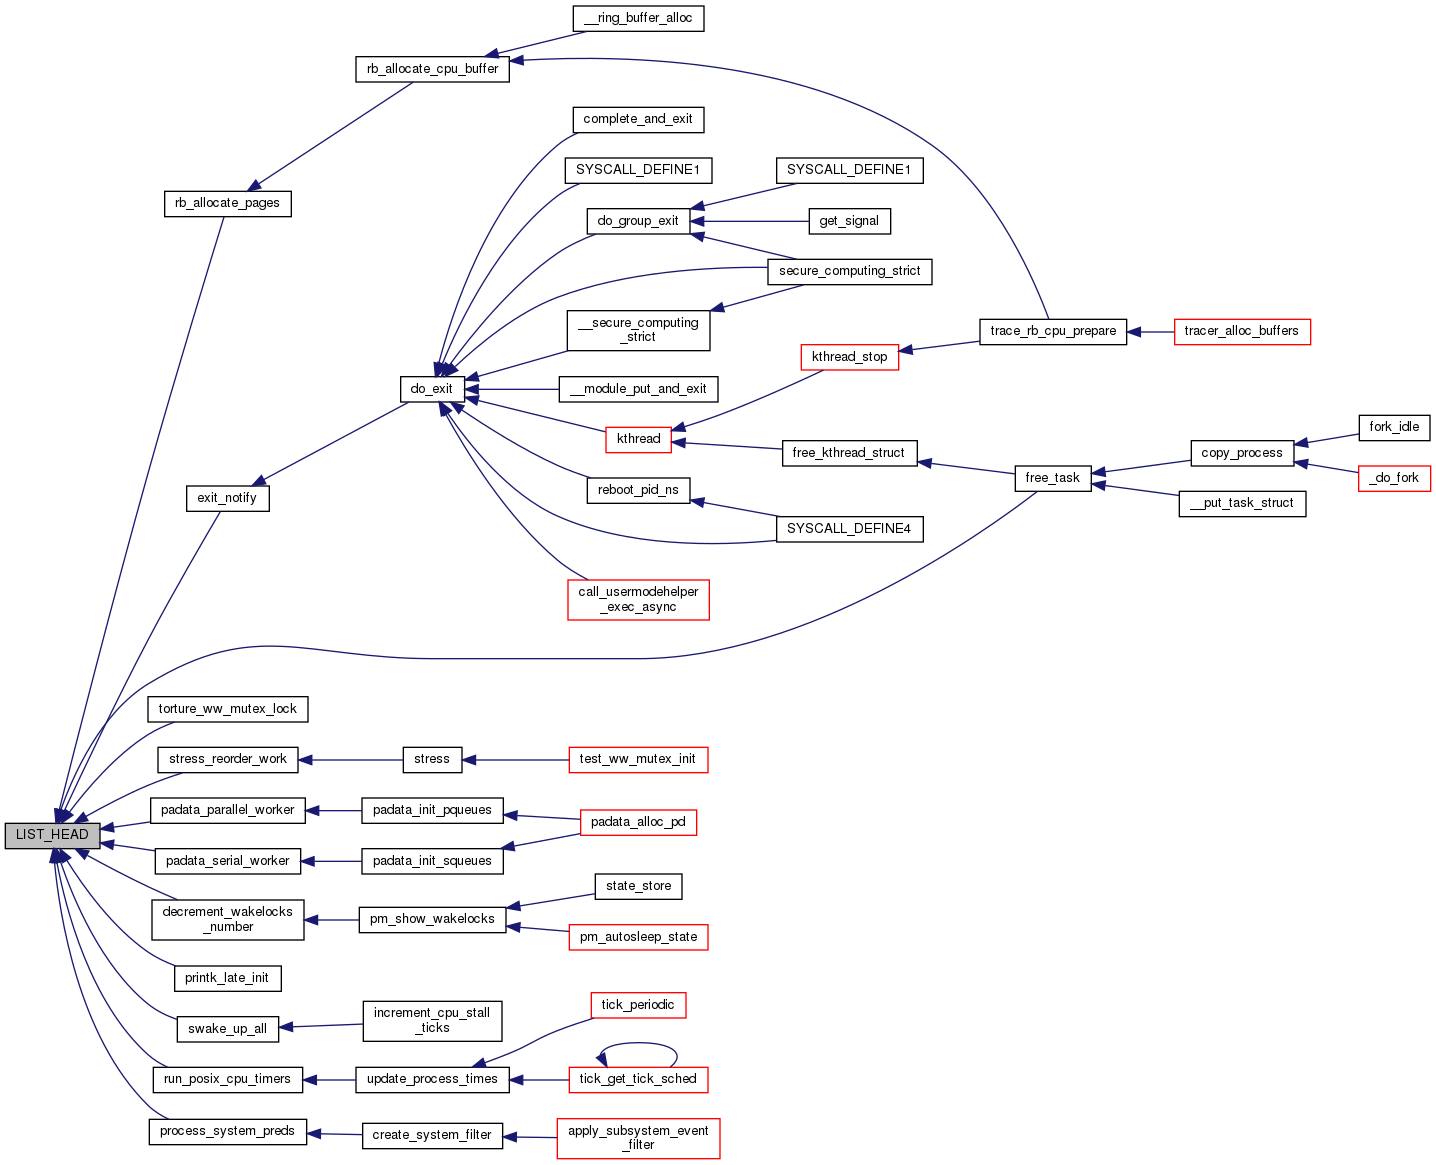 __ring_buffer_alloc
rb_allocate_cpu_buffer
complete_and_exit
SYSCALL_DEFINE1
SYSCALL_DEFINE1
rb_allocate_pages
do_group_exit
get_signal
secure_computing_strict
__secure_computing
_strict
trace_rb_cpu_prepare
tracer_alloc_buffers
kthread_stop
do_exit
__module_put_and_exit
kthread
free_kthread_struct
fork_idle
copy_process
free_task
_do_fork
exit_notify
reboot_pid_ns
__put_task_struct
SYSCALL_DEFINE4
call_usermodehelper
_exec_async
torture_ww_mutex_lock
stress_reorder_work
stress
test_ww_mutex_init
padata_parallel_worker
padata_init_pqueues
padata_alloc_pd
LIST_HEAD
padata_serial_worker
padata_init_squeues
state_store
decrement_wakelocks
_number
pm_show_wakelocks
pm_autosleep_state
printk_late_init
tick_periodic
swake_up_all
increment_cpu_stall
_ticks
run_posix_cpu_timers
update_process_times
tick_get_tick_sched
process_system_preds
create_system_filter
apply_subsystem_event
_filter